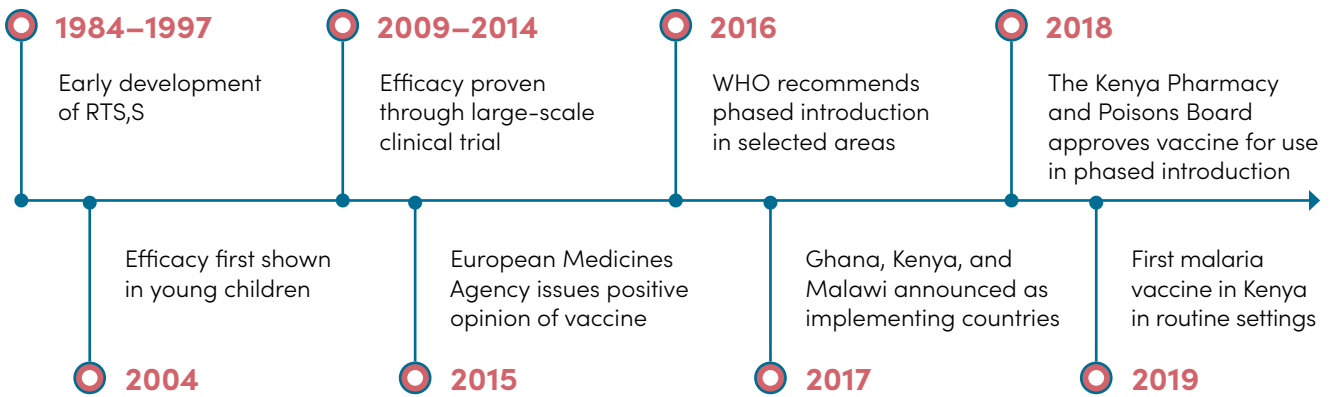 1984–1997
Early development
of RTS,S
2004
Efficacy first shown
in young children
2009–2014
Efficacy proven
through large-scale
clinical trial
2015
European Medicines
Agency issues positive
opinion of vaccine
2016
WHO recommends
phased introduction
in selected areas
2017
Ghana, Kenya, and
Malawi announced as
implementing countries
2018
The Kenya Pharmacy
and Poisons Board
approves vaccine for use
in phased introduction
2019
First malaria
vaccine in Kenya
in routine settings